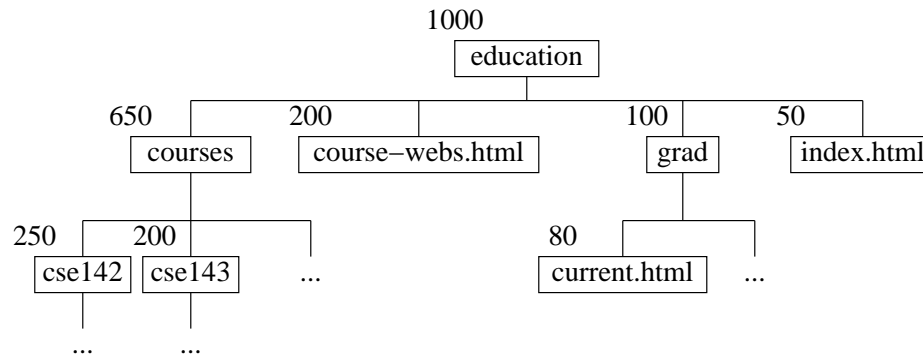 1000
education
650 200 100 50
courses course−webs.html grad index.html
250 200 80
cse142 cse143 ... current.html ...
... ...